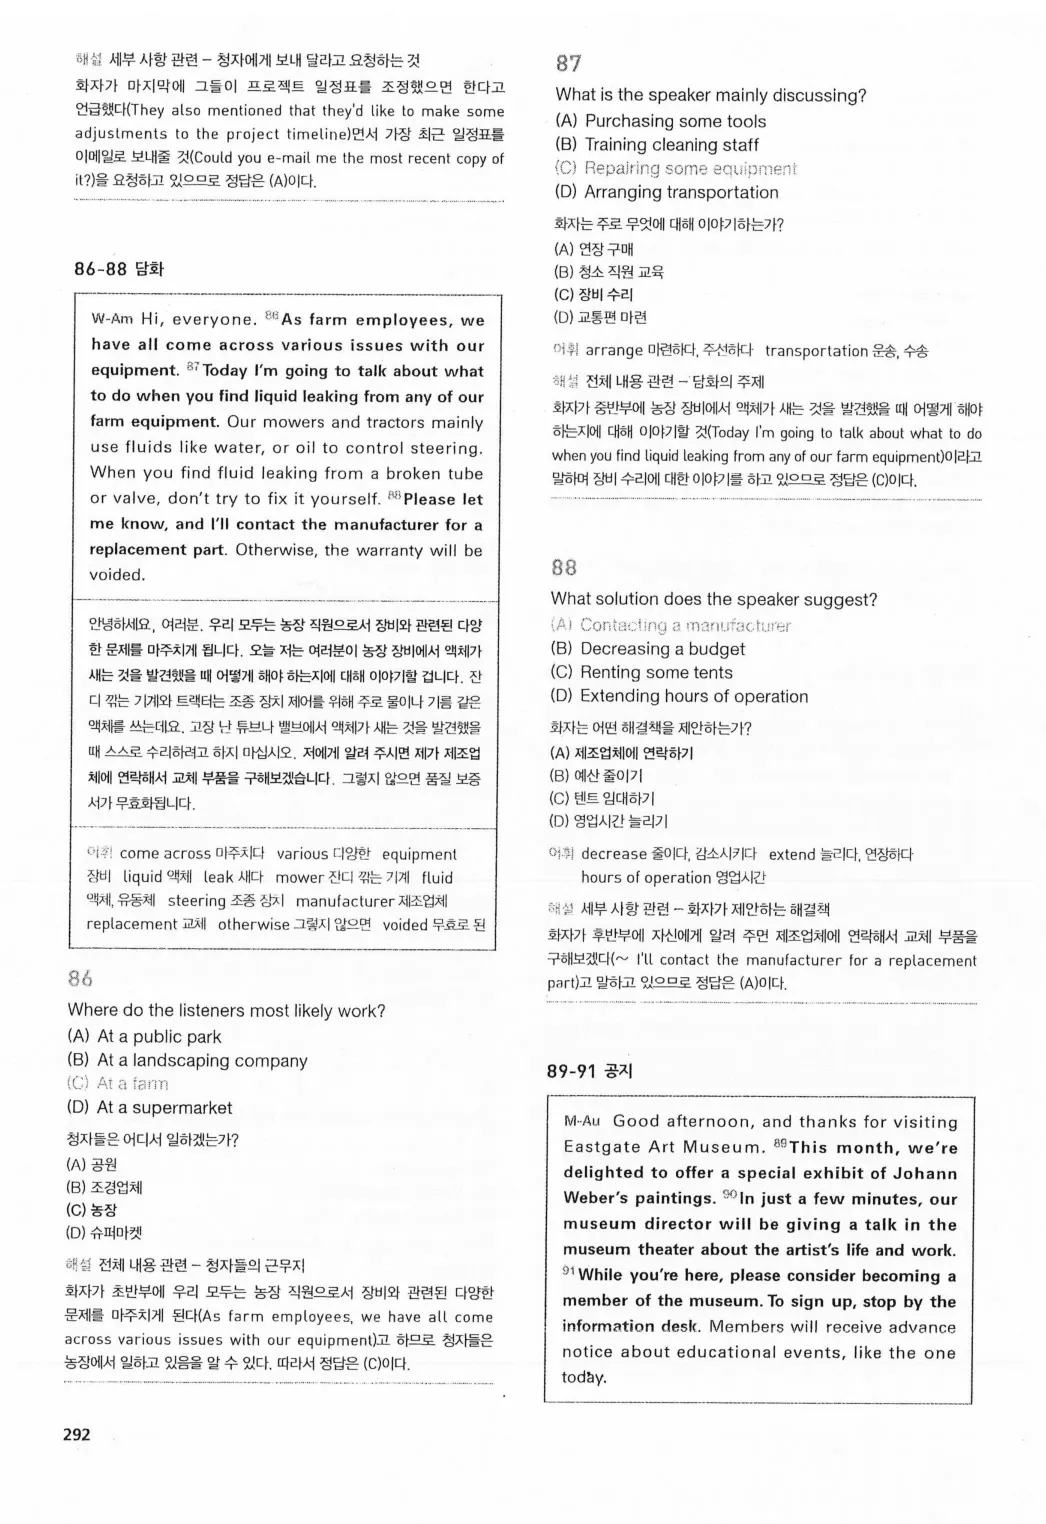 해설 세부 사항 관련 – 청자에게 보내 달라고 요청하는 것
화자가 마지막에 그들이 프로젝트 일정표를 조정했으면 한다고
언급했다(They also mentioned that they'd like to make some
adjustments to the project timeline)면서 가장 최근 일정표를
이메일로 보내줄 것(Could you e-mail me the most recent copy of
it?)을 요청하고 있으므로 정답은 (A)이다.
86-88 담화
W-Am Hi, everyone. 86 As farm employees, we
have all come across various issues with our
equipment. 87 Today I'm going to talk about what
to do when you find liquid leaking from any of our
farm equipment. Our mowers and tractors mainly
use fluids like water, or oil to control steering.
When you find fluid leaking from a broken tube
or valve, don't try to fix it yourself. 88 Please let
me know, and I'll contact the manufacturer for a
replacement part. Otherwise, the warranty will be
voided.
안녕하세요, 여러분. 우리 모두는 농장 직원으로서 장비와 관련된 다양
한 문제를 마주치게 됩니다. 오늘 저는 여러분이 농장 장비에서 액체가
새는 것을 발견했을 때 어떻게 해야 하는지에 대해 이야기할 겁니다. 잔
디 깎는 기계와 트랙터는 조종 장치 제어를 위해 주로 물이나 기름 같은
액체를 쓰는데요. 고장 난 튜브나 밸브에서 액체가 새는 것을 발견했을
때 스스로 수리하려고 하지 마십시오. 저에게 알려 주시면 제가 제조업
체에 연락해서 교체 부품을 구해보겠습니다. 그렇지 않으면 품질 보증
서가 무효화됩니다.
어휘 come across 마주치다 various 다양한 equipment
장비 liquid 액체 leak 새다 mower 잔디 깎는 기계 fluid
액체, 유동체 steering 조종 장치 manufacturer 제조업체
replacement 교체 otherwise 그렇지 않으면 voided 무효로 된
86
Where do the listeners most likely work?
(A) At a public park
(B) At a landscaping company
(C) At a farm
(D) At a supermarket
청자들은 어디서 일하겠는가?
(A) 공원
(B) 조경업체
(C) 농장
(D) 슈퍼마켓
해설 전체 내용 관련 – 청자들의 근무지
화자가 초반부에 우리 모두는 농장 직원으로서 장비와 관련된 다양한
문제를 마주치게 된다(As farm employees, we have all come
across various issues with our equipment)고 하므로 청자들은
농장에서 일하고 있음을 알 수 있다. 따라서 정답은 (C)이다.
292
87
What is the speaker mainly discussing?
(A) Purchasing some tools
(B) Training cleaning staff
(C) Repairing some equipment
(D) Arranging transportation
화자는 주로 무엇에 대해 이야기하는가?
(A) 연장 구매
(B) 청소 직원 교육
(C) 장비 수리
(D) 교통편 마련
어휘 arrange 마련하다, 주선하다 transportation 운송, 수송
해설 전체 내용 관련 – 담화의 주제
화자가 중반부에 농장 장비에서 액체가 새는 것을 발견했을 때 어떻게 해야
하는지에 대해 이야기할 것(Today I'm going to talk about what to do
when you find liquid leaking from any of our farm equipment)이라고
말하며 장비 수리에 대한 이야기를 하고 있으므로 정답은 (C)이다.
88
What solution does the speaker suggest?
(A) Contacting a manufacturer
(B) Decreasing a budget
(C) Renting some tents
(D) Extending hours of operation
화자는 어떤 해결책을 제안하는가?
(A) 제조업체에 연락하기
(B) 예산 줄이기
(C) 텐트 임대하기
(D) 영업시간 늘리기
어휘 decrease 줄이다, 감소시키다 extend 늘리다, 연장하다
hours of operation 영업시간
해설 세부 사항 관련 – 화자가 제안하는 해결책
화자가 후반부에 자신에게 알려 주면 제조업체에 연락해서 교체 부품을
구해보겠다(~ I'll contact the manufacturer for a replacement
part)고 말하고 있으므로 정답은 (A)이다.
89-91 공지
M-Au Good afternoon, and thanks for visiting
Eastgate Art Museum. 89 This month, we're
delighted to offer a special exhibit of Johann
Weber's paintings. 90 In just a few minutes, our
museum director will be giving a talk in the
museum theater about the artist's life and work.
91 While you're here, please consider becoming a
member of the museum. To sign up, stop by the
information desk. Members will receive advance
notice about educational events, like the one
today.